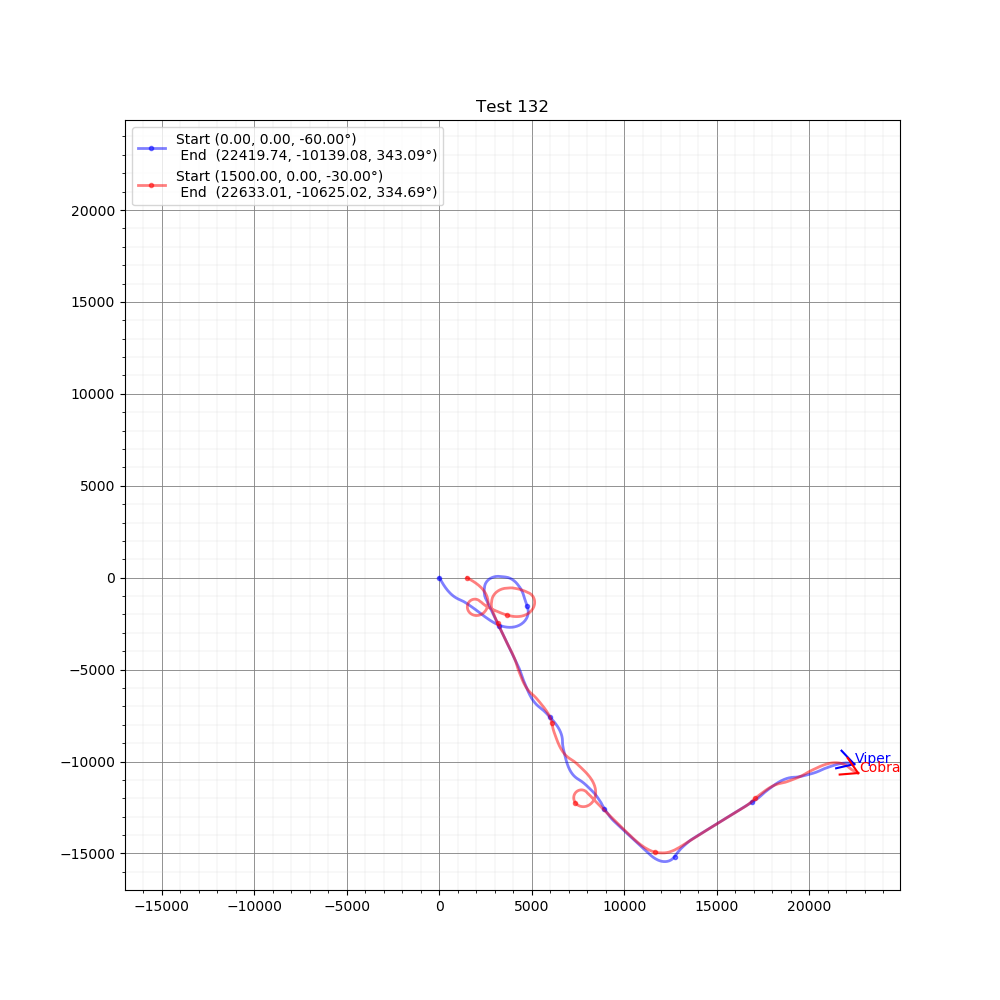 Test 132
Start (0.00, 0.00, -60.00°)
End (22419.74, -10139.08, 343.09°)
Start (1500.00, 0.00, -30.00°)
End (22633.01, -10625.02, 334.69°)
20000
15000
10000
5000
0
−5000
−10000
−15000
Viper
Cobra
−15000 −10000 −5000 0 5000 10000 15000 20000